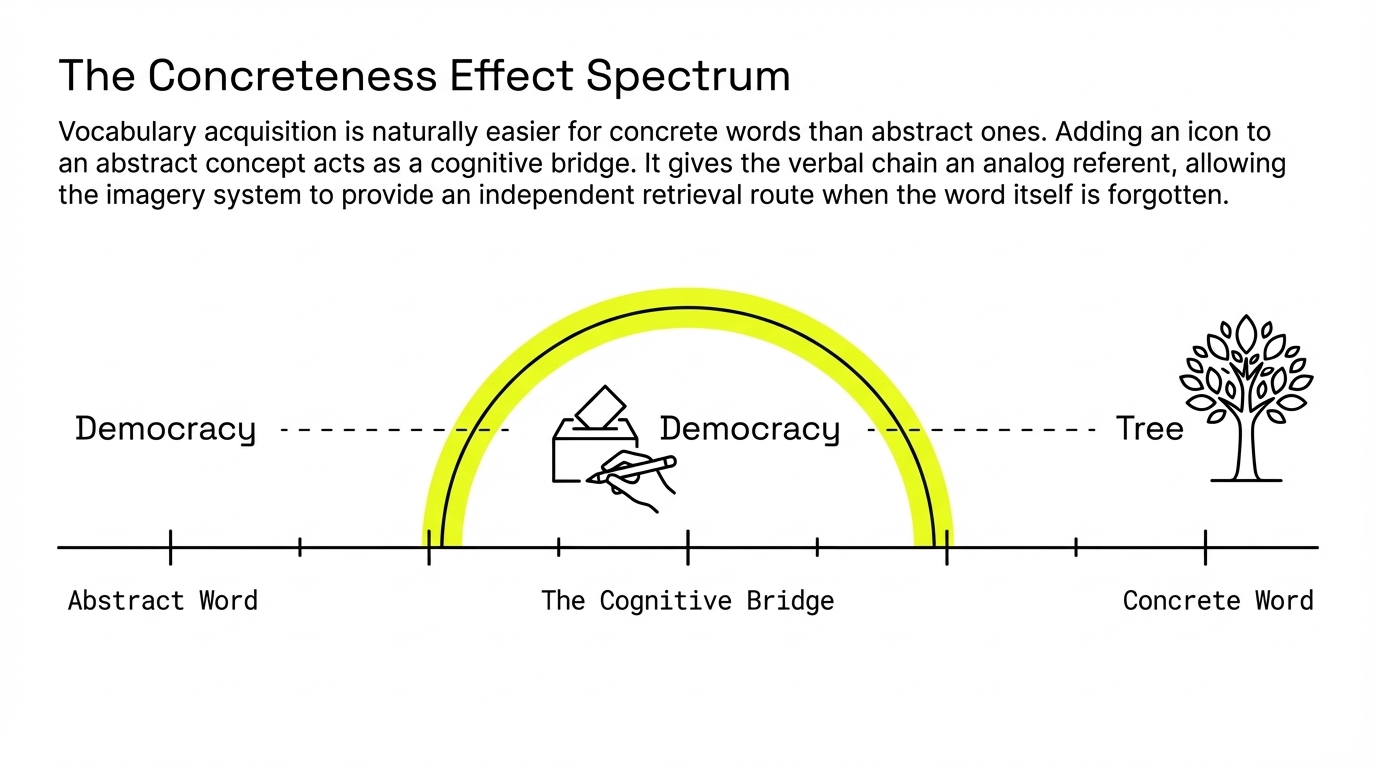 The Concreteness Effect Spectrum
Vocabulary acquisition is naturally easier for concrete words than abstract ones. Adding an icon to
an abstract concept acts as a cognitive bridge. It gives the verbal chain an analog referent, allowing
the imagery system to provide an independent retrieval route when the word itself is forgotten.
Democracy
Democracy
Tree
Abstract Word
The Cognitive Bridge
Concrete Word